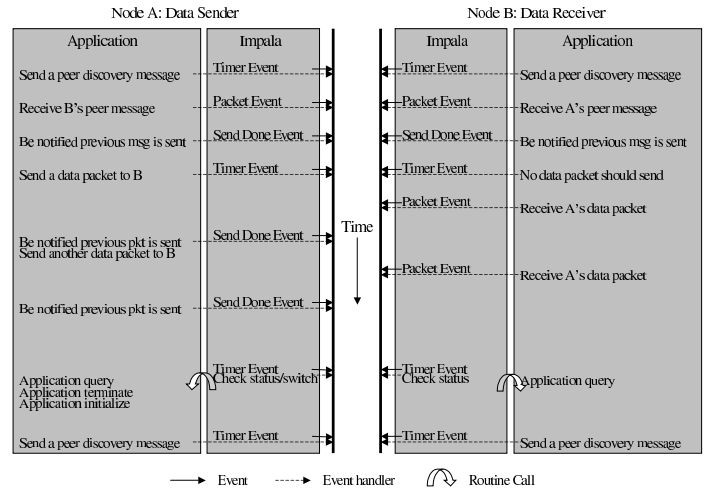 Node A: Data Sender
Node B: Data Receiver
Application
Impala
Impala
Application
Timer Event
Timer Event
Send a peer discovery message
Send a peer discovery message
Packet Event
Packet Event
Receive B's peer message
Receive A's peer message
Send Done Event
Send Done Event
Be notified previous msg is sent
Be notified previous msg is sent
Timer Event
Timer Event
Send a data packet to B
No data packet should send
Packet Event
Receive A's data packet
Time
Send Done Event
Be notified previous pkt is sent
Send another data packet to B
Packet Event
Receive A's data packet
Send Done Event
Be notified previous pkt is sent
Timer Event
Timer Event
Check status/switch
Check status
Application query
Application query
Application terminate
Application initialize
Timer Event
Timer Event
Send a peer discovery message
Send a peer discovery message
Event
Event handler
Routine Call